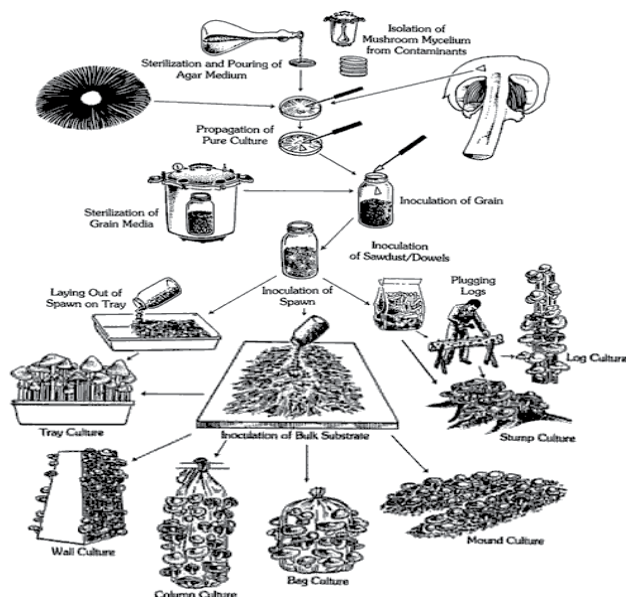 Isolation of
Mushroom Mycelium
from Contaminants
Sterilization and Pouring of
Agar Medium
Propagation of
Pure Culture
Sterilization of
Grain Media
Inoculation of Grain
Inoculation
of Sawdust/Dowels
Laying Out of
Spawn on Tray
Inoculation of
Spawn
Plugging
Logs
Log Culture
Tray Culture
Inoculation of Bulk Substrate
Stump Culture
Wall Culture
Column Culture
Bag Culture
Mound Culture